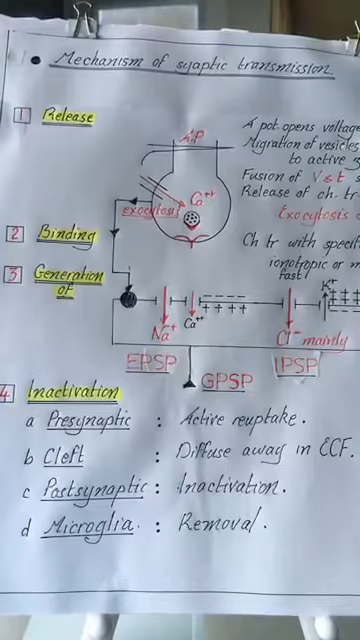 Mechanism of syaptic transmission
1 Release
A.P
A pot. opens voltage
Migration of vesicles
to active
Fusion of V & t
Release of ch. tr
Exocytosis
Ca++
exocytosis
2 Binding
Ch tr with specif
ionotropic or m
fast
3 Generation
of
K+
Na+
Ca++
Cl- mainly
EPSP
GPSP
IPSP
4 Inactivation
a Presynaptic : Active reuptake.
b Cleft : Diffuse away in ECF.
c Postsynaptic : Inactivation.
d Microglia : Removal.